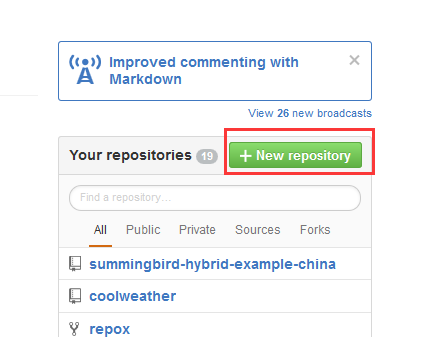 Improved commenting with
Markdown
View 26 new broadcasts
Your repositories 19
New repository
Find a repository...
All Public Private Sources Forks
summingbird-hybrid-example-china
coolweather
repox